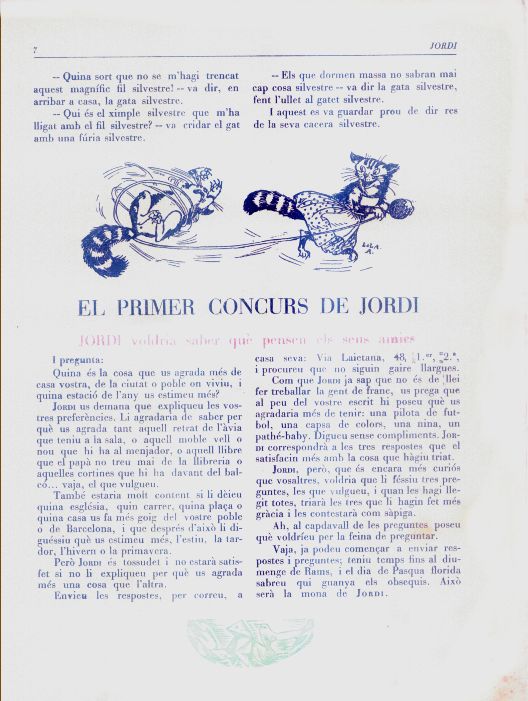 7
JORDI
-- Quina sort que no se m'hagi trencat
aquest magnífic fil silvestre! -- va dir, en
arribar a casa, la gata silvestre.
-- Qui és el ximple silvestre que m'ha
lligat amb el fil silvestre? -- va cridar el gat
amb una fúria silvestre.
-- Els que dormen massa no sabran mai
cap cosa silvestre -- va dir la gata silvestre,
fent l'ullet al gatet silvestre.
I aquest es va guardar prou de dir res
de la seva cacera silvestre.
LOLA
A.
EL PRIMER CONCURS DE JORDI
JORDI voldria saber què pensen els seus amics
I pregunta:
Quina és la cosa que us agrada més de
casa vostra, de la ciutat o poble on viviu, i
quina estació de l'any us estimeu més?
JORDI us demana que expliqueu les vos-
tres preferències. Li agradaria de saber per
què us agrada tant aquell retrat de l'àvia
que teniu a la sala, o aquell moble vell o
nou que hi ha al menjador, o aquell llibre
que el papà no treu mai de la llibreria o
aquelles cortines que hi ha davant del bal-
có... vaja, el que vulgueu.
També estaria molt content si li dèieu
quina església, quin carrer, quina plaça o
quina casa us fa més goig del vostre poble
o de Barcelona, i que després d'això li di-
guéssiu què us estimeu més, l'estiu, la tar-
dor, l'hivern o la primavera.
Però JORDI és tossudet i no estarà satis-
fet si no li expliqueu per què us agrada
més una cosa que l'altra.
Envieu les respostes, per correu, a
casa seva: Via Laietana, 48, 1.er, 2.ª,
i procureu que no siguin gaire llargues.
Com que JORDI ja sap que no és de llei
fer treballar la gent de franc, us prega que
al peu del vostre escrit hi poseu què us
agradaria més de tenir: una pilota de fut-
bol, una capsa de colors, una nina, un
pathé-baby. Digueu sense compliments. JOR-
DI correspondrà a les tres respostes que el
satisfacin més amb la cosa que hàgiu triat.
JORDI, però, que és encara més curiós
que vosaltres, voldria que li féssiu tres pre-
guntes, les que vulgueu, i quan les hagi lle-
git totes, triarà les tres que li hagin fet més
gràcia i les contestarà com sàpiga.
Ah, al capdavall de les preguntes poseu
què voldríeu per la feina de preguntar.
Vaja, ja podeu començar a enviar res-
postes i preguntes; teniu temps fins al diu-
menge de Rams, i el dia de Pasqua florida
sabreu qui guanya els obsequis. Això
serà la mona de JORDI.